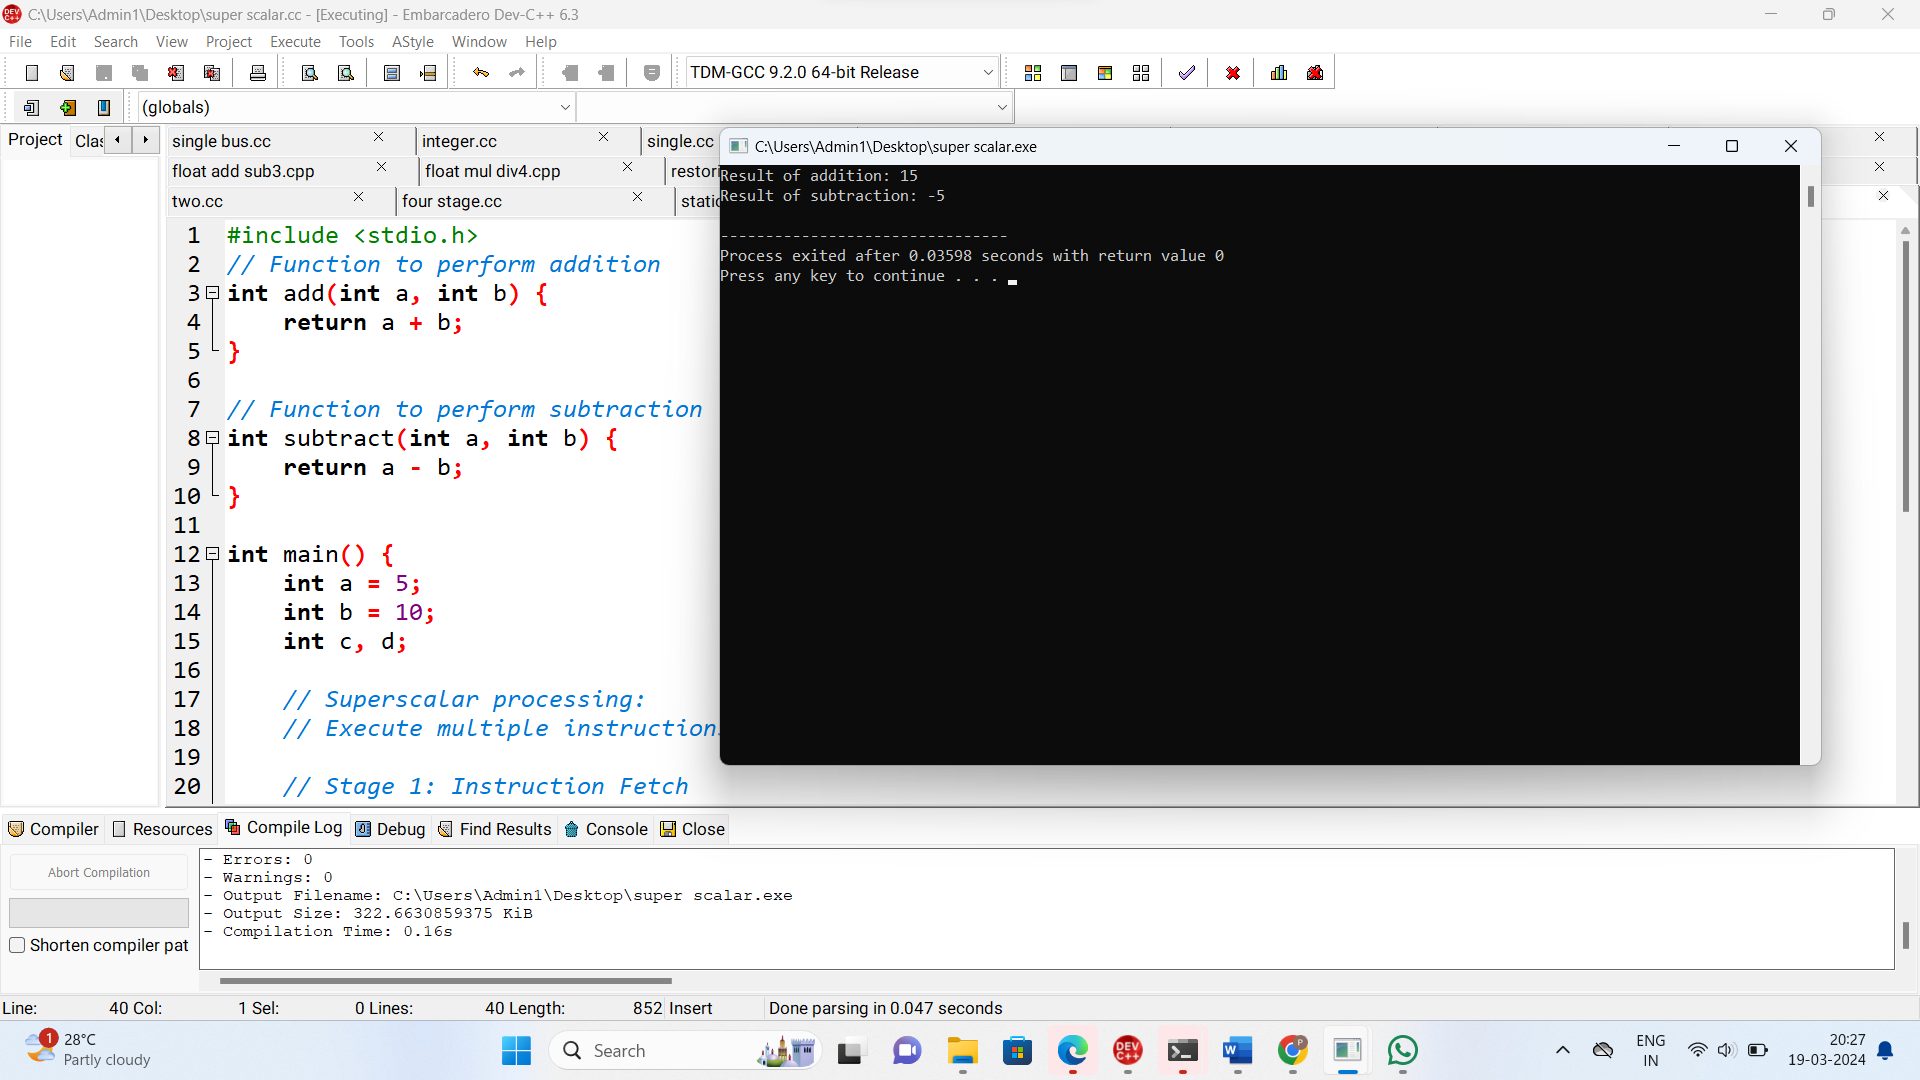 C:\Users\Admin1\Desktop\super scalar.cc - [Executing] - Embarcadero Dev-C++ 6.3
File Edit Search View Project Execute Tools AStyle Window Help
TDM-GCC 9.2.0 64-bit Release
(globals)
Project Clas
single bus.cc integer.cc single.cc
float add sub3.cpp float mul div4.cpp restori
two.cc four stage.cc static
C:\Users\Admin1\Desktop\super scalar.exe
Result of addition: 15
Result of subtraction: -5
--------------------------------
Process exited after 0.03598 seconds with return value 0
Press any key to continue . . .
1 #include <stdio.h>
2 // Function to perform addition
3 int add(int a, int b) {
4 return a + b;
5 }
6
7 // Function to perform subtraction
8 int subtract(int a, int b) {
9 return a - b;
10 }
11
12 int main() {
13 int a = 5;
14 int b = 10;
15 int c, d;
16
17 // Superscalar processing:
18 // Execute multiple instructions
19
20 // Stage 1: Instruction Fetch
Compiler Resources Compile Log Debug Find Results Console Close
Abort Compilation
Shorten compiler pat
- Errors: 0
- Warnings: 0
- Output Filename: C:\Users\Admin1\Desktop\super scalar.exe
- Output Size: 322.6630859375 KiB
- Compilation Time: 0.16s
Line: 40 Col: 1 Sel: 0 Lines: 40 Length: 852 Insert Done parsing in 0.047 seconds
1
28°C
Partly cloudy
Search
DEV C++
W
P
ENG
IN
20:27
19-03-2024